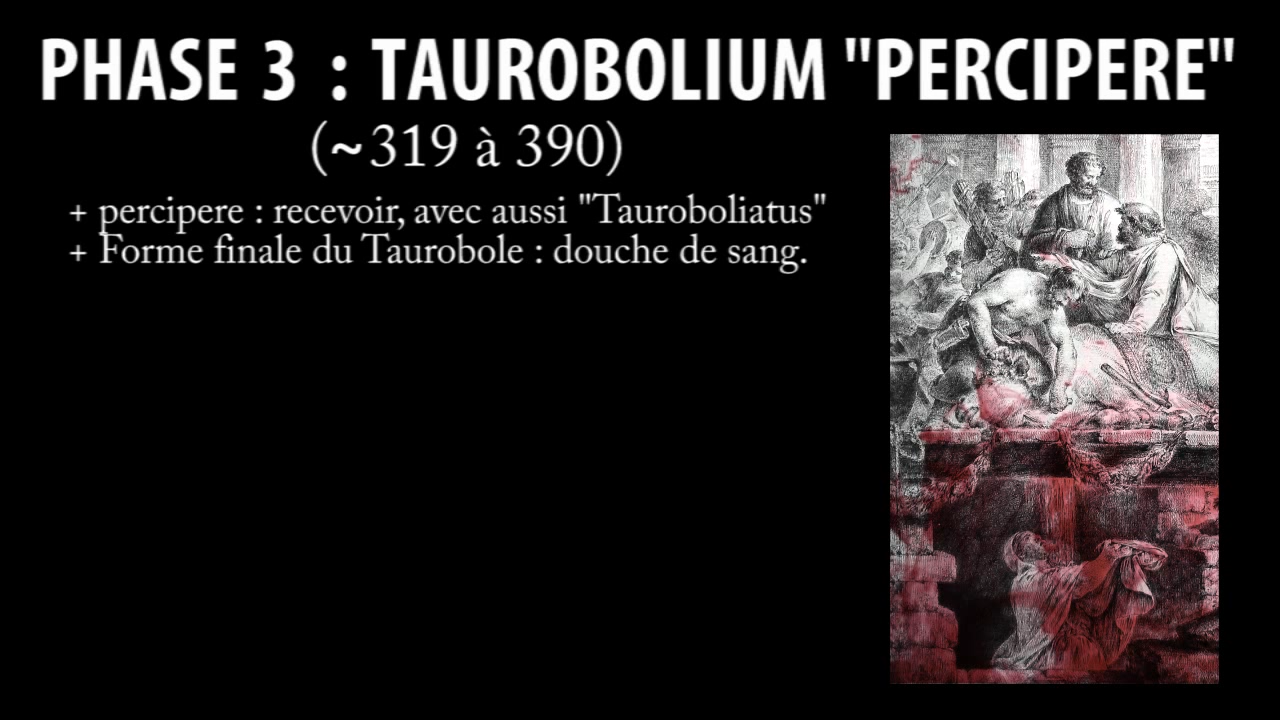 PHASE 3 : TAUROBOLIUM "PERCIPERE"
(~319 à 390)
+ percipere : recevoir, avec aussi "Tauroboliatus"
+ Forme finale du Taurobole : douche de sang.